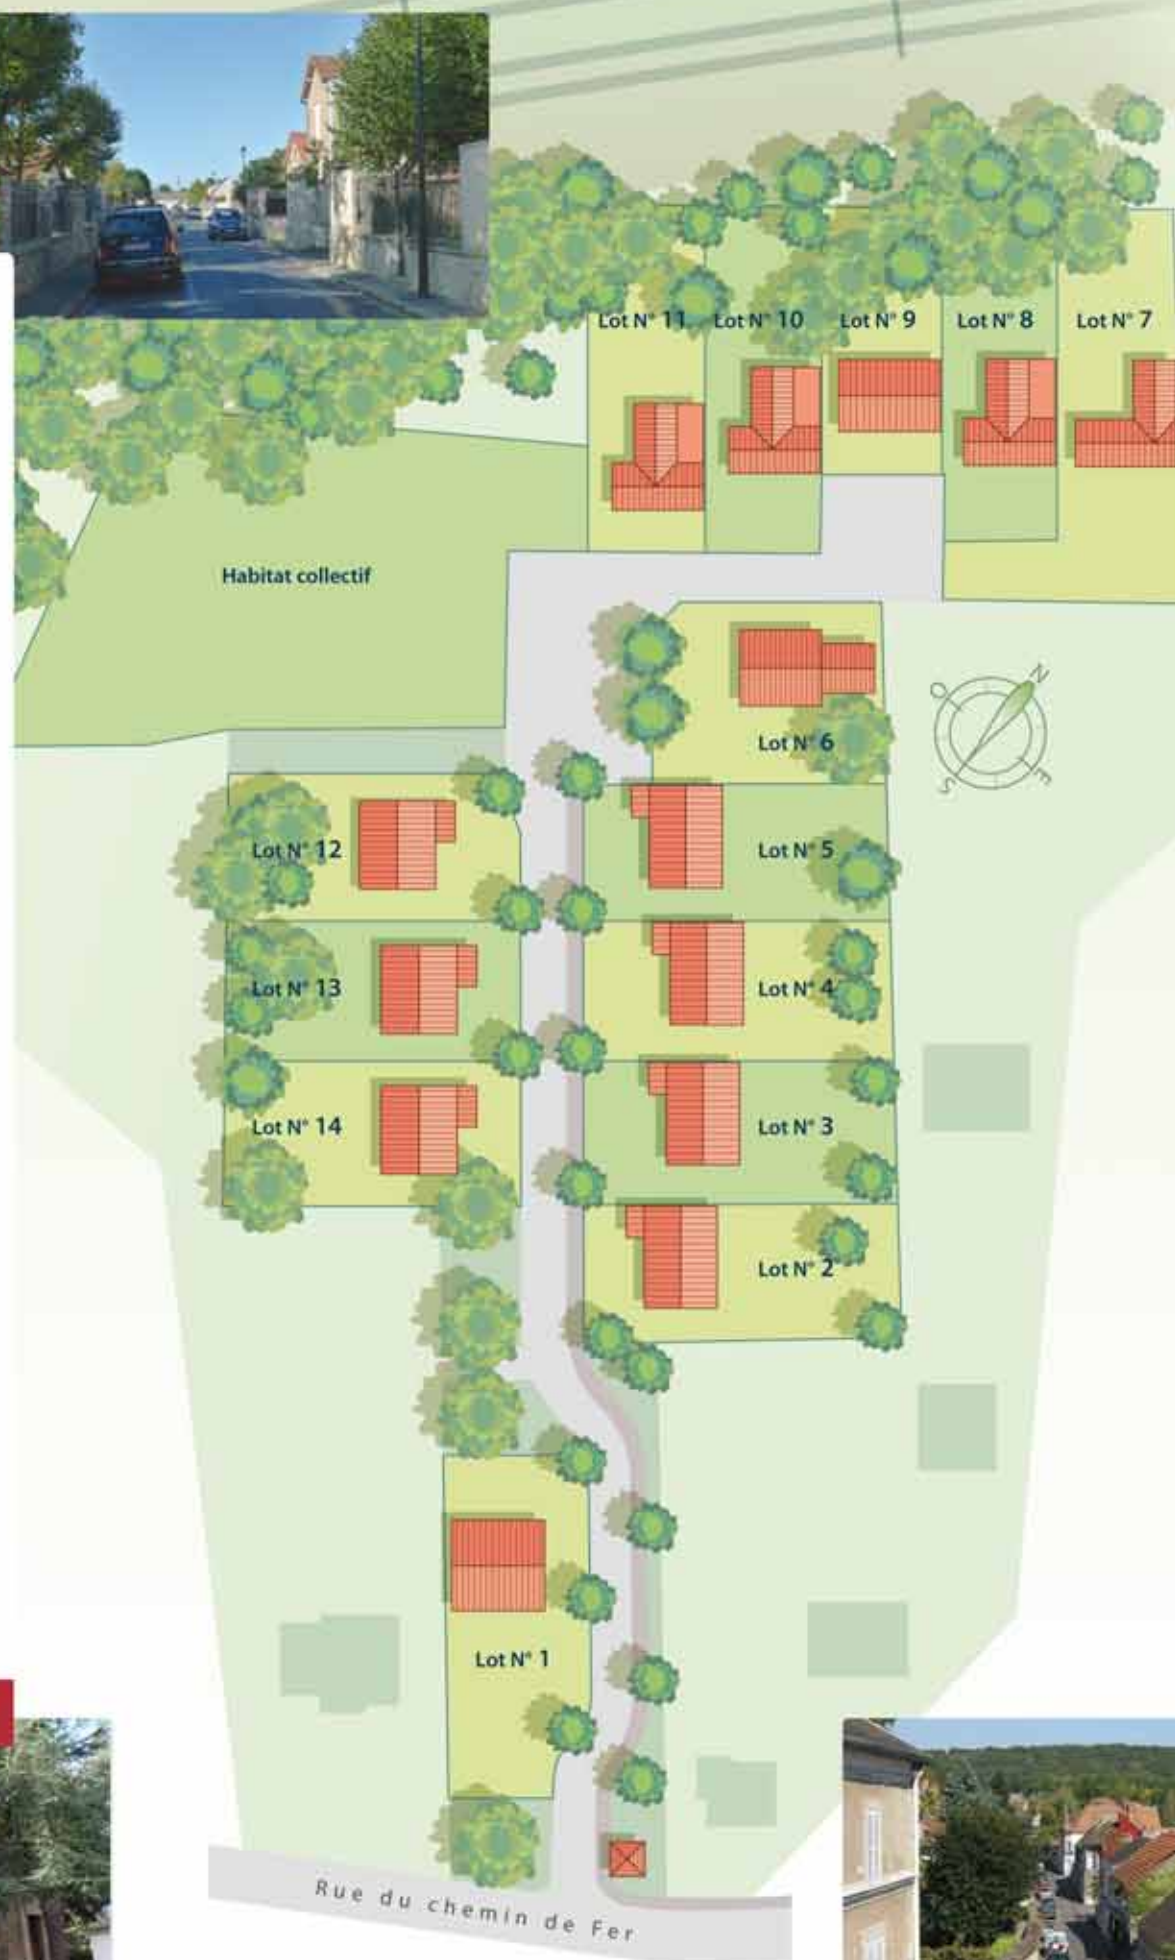 Lot N° 11
Lot N° 10
Lot N° 9
Lot N° 8
Lot N° 7
Habitat collectif
N
O
S
E
Lot N° 6
Lot N° 12
Lot N° 5
Lot N° 13
Lot N° 4
Lot N° 14
Lot N° 3
Lot N° 2
Lot N° 1
Rue du chemin de Fer